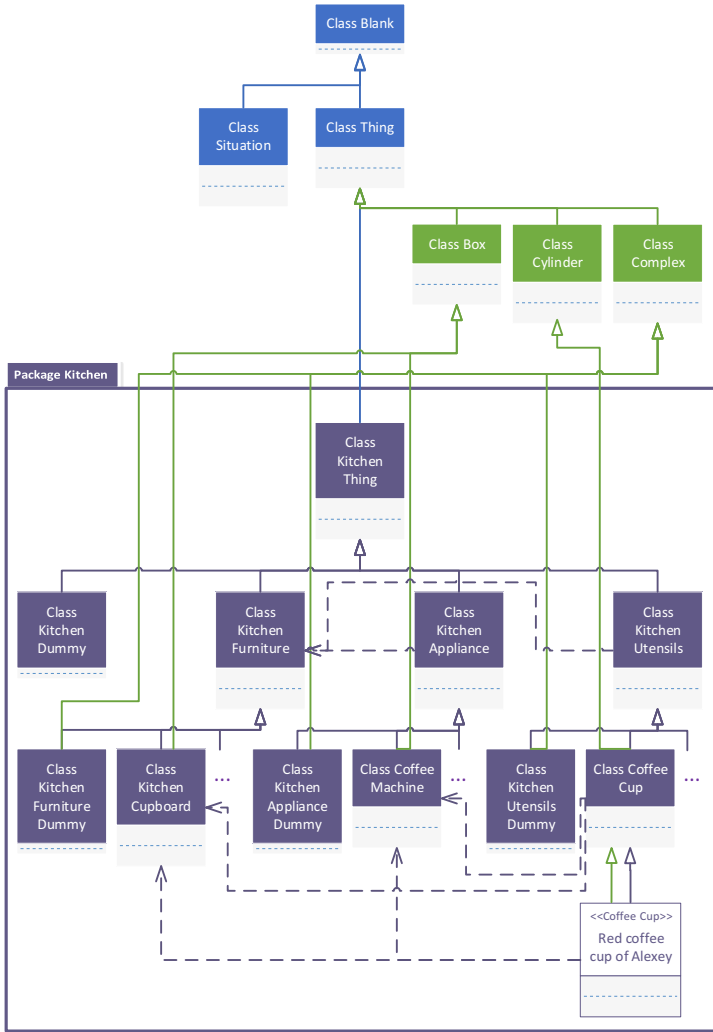 Class Blank
Class
Situation
Class Thing
Class Box
Class
Cylinder
Class
Complex
Package Kitchen
Class
Kitchen
Thing
Class
Kitchen
Dummy
Class
Kitchen
Furniture
Class
Kitchen
Appliance
Class
Kitchen
Utensils
Class
Kitchen
Furniture
Dummy
Class
Kitchen
Cupboard
...
Class
Kitchen
Appliance
Dummy
Class Coffee
Machine
...
Class
Kitchen
Utensils
Dummy
Class Coffee
Cup
...
<<Coffee Cup>>
Red coffee
cup of Alexey